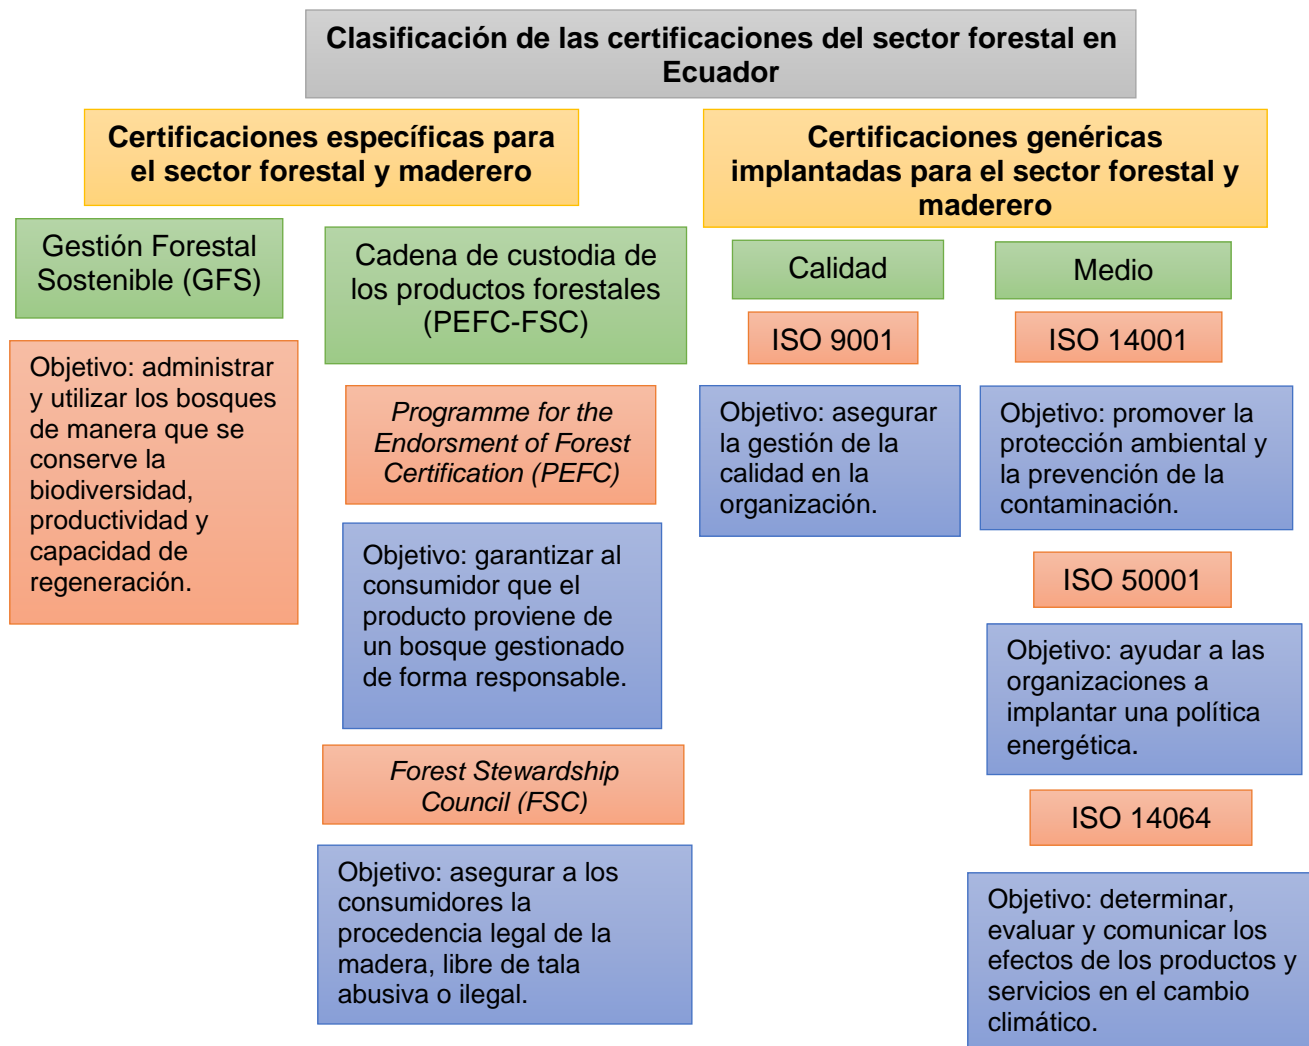 Clasificación de las certificaciones del sector forestal en
Ecuador
Certificaciones específicas para
el sector forestal y maderero
Gestión Forestal
Sostenible (GFS)
Objetivo: administrar
y utilizar los bosques
de manera que se
conserve la
biodiversidad,
productividad y
capacidad de
regeneración.
Cadena de custodia de
los productos forestales
(PEFC-FSC)
Programme for the
Endorsment of Forest
Certification (PEFC)
Objetivo: garantizar al
consumidor que el
producto proviene de
un bosque gestionado
de forma responsable.
Forest Stewardship
Council (FSC)
Objetivo: asegurar a los
consumidores la
procedencia legal de la
madera, libre de tala
abusiva o ilegal.
Certificaciones genéricas
implantadas para el sector forestal y
maderero
Calidad
ISO 9001
Objetivo: asegurar
la gestión de la
calidad en la
organización.
Medio
ISO 14001
Objetivo: promover la
protección ambiental y
la prevención de la
contaminación.
ISO 50001
Objetivo: ayudar a las
organizaciones a
implantar una política
energética.
ISO 14064
Objetivo: determinar,
evaluar y comunicar los
efectos de los productos y
servicios en el cambio
climático.